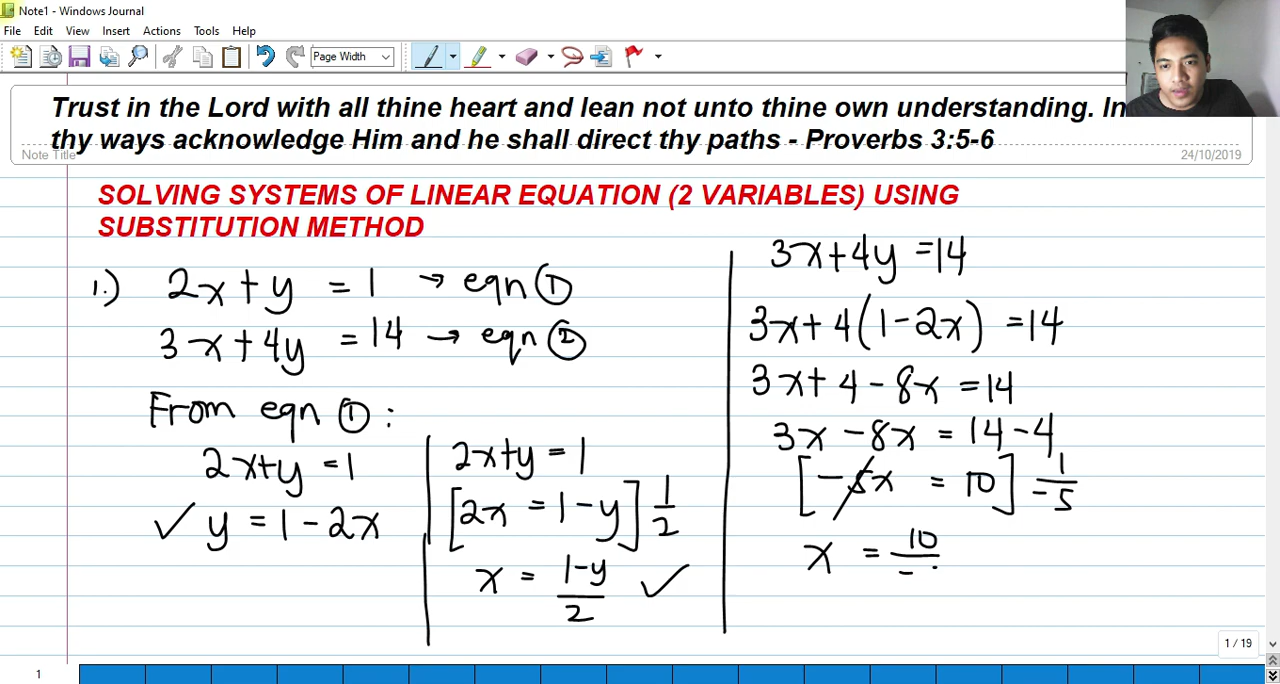 Note1 - Windows Journal
File Edit View Insert Actions Tools Help
Page Width
Trust in the Lord with all thine heart and lean not unto thine own understanding. In
thy ways acknowledge Him and he shall direct thy paths - Proverbs 3:5-6
Note Title
24/10/2019
SOLVING SYSTEMS OF LINEAR EQUATION (2 VARIABLES) USING
SUBSTITUTION METHOD
1.) 2x + y = 1 → eqn ①
3x + 4y = 14 → eqn ②
From eqn ① :
2x+y = 1
✓ y = 1 - 2x
2x+y = 1
[2x = 1-y] 1/2
x = 1-y/2 ✓
3x+4y = 14
3x+4(1-2x) = 14
3x+4-8x = 14
3x-8x = 14-4
[-5x = 10] 1/-5
x = 10/-
1 / 19
1